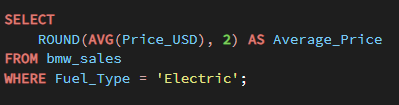 SELECT
    ROUND(AVG(Price_USD), 2) AS Average_Price
FROM bmw_sales
WHERE Fuel_Type = 'Electric';